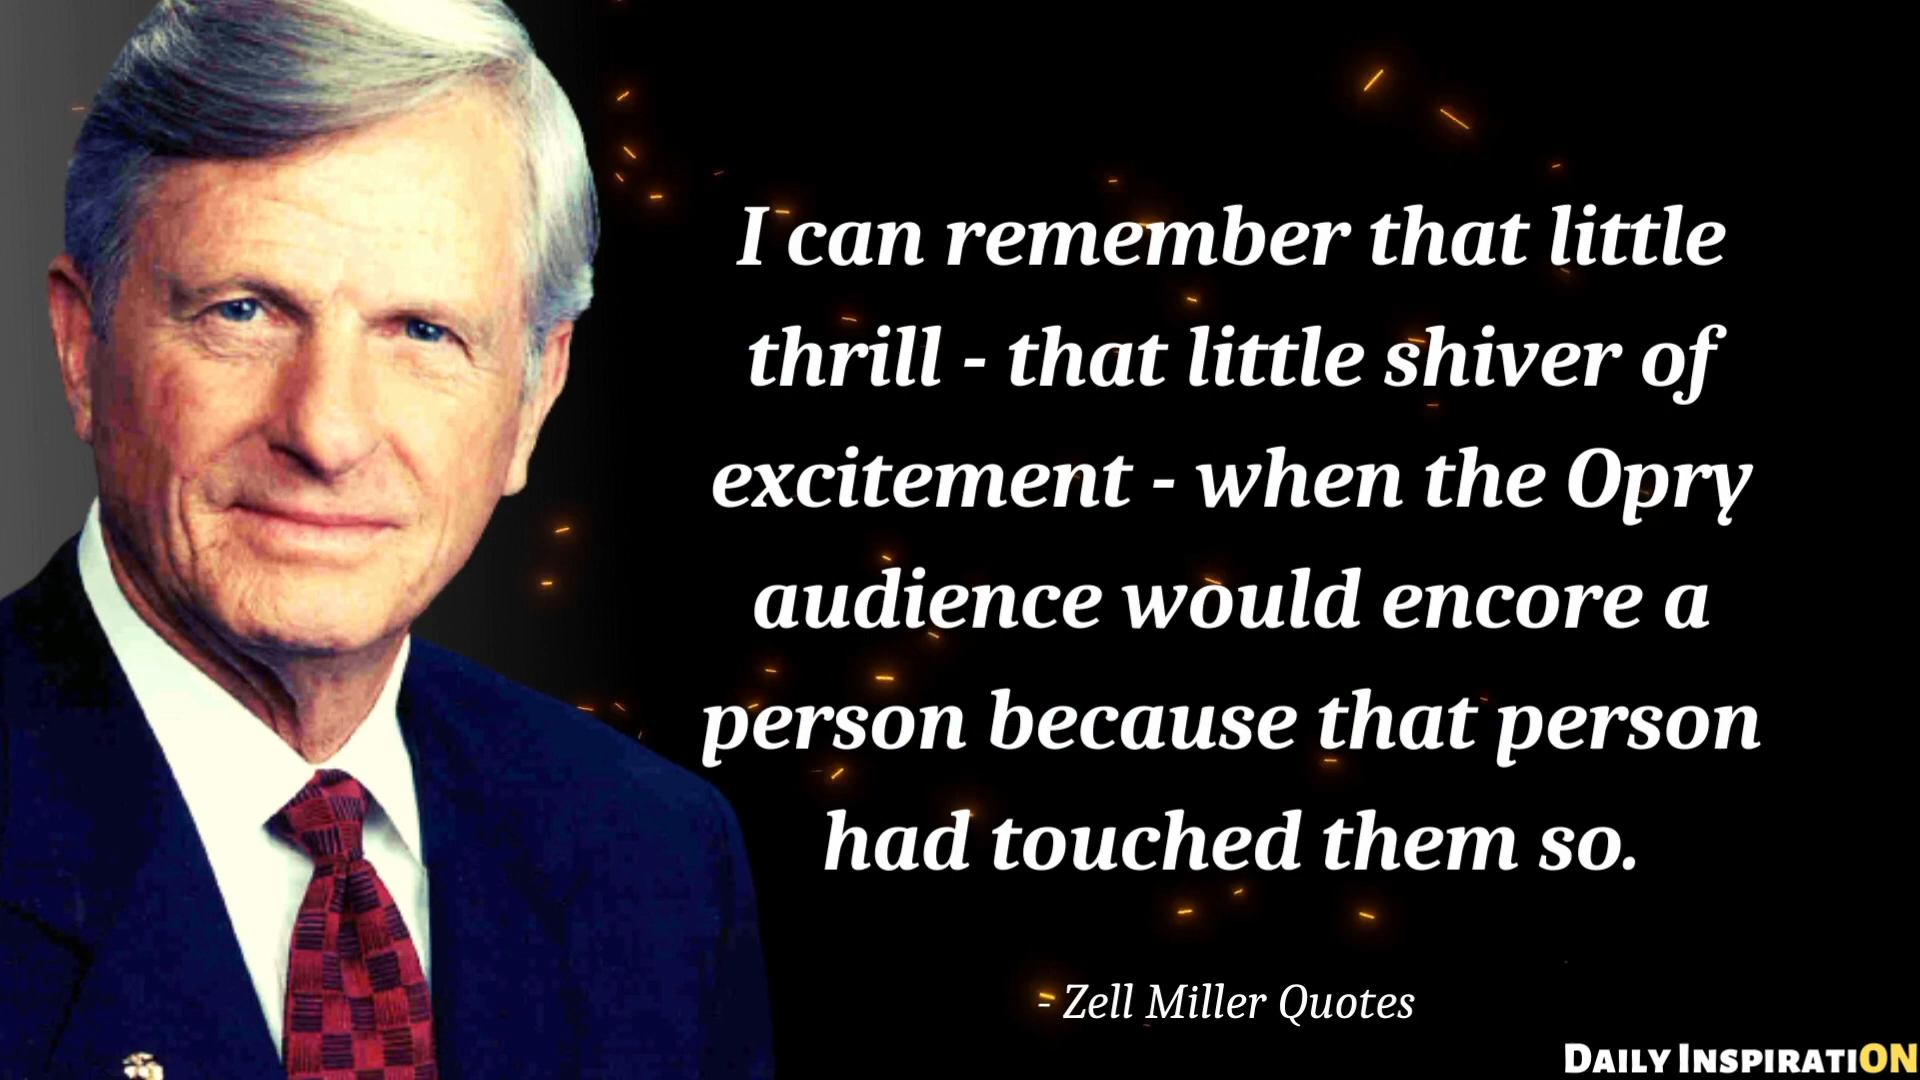 I can remember that little
thrill - that little shiver of
excitement - when the Opry
audience would encore a
person because that person
had touched them so.
- Zell Miller Quotes
DAILY INSPIRATION